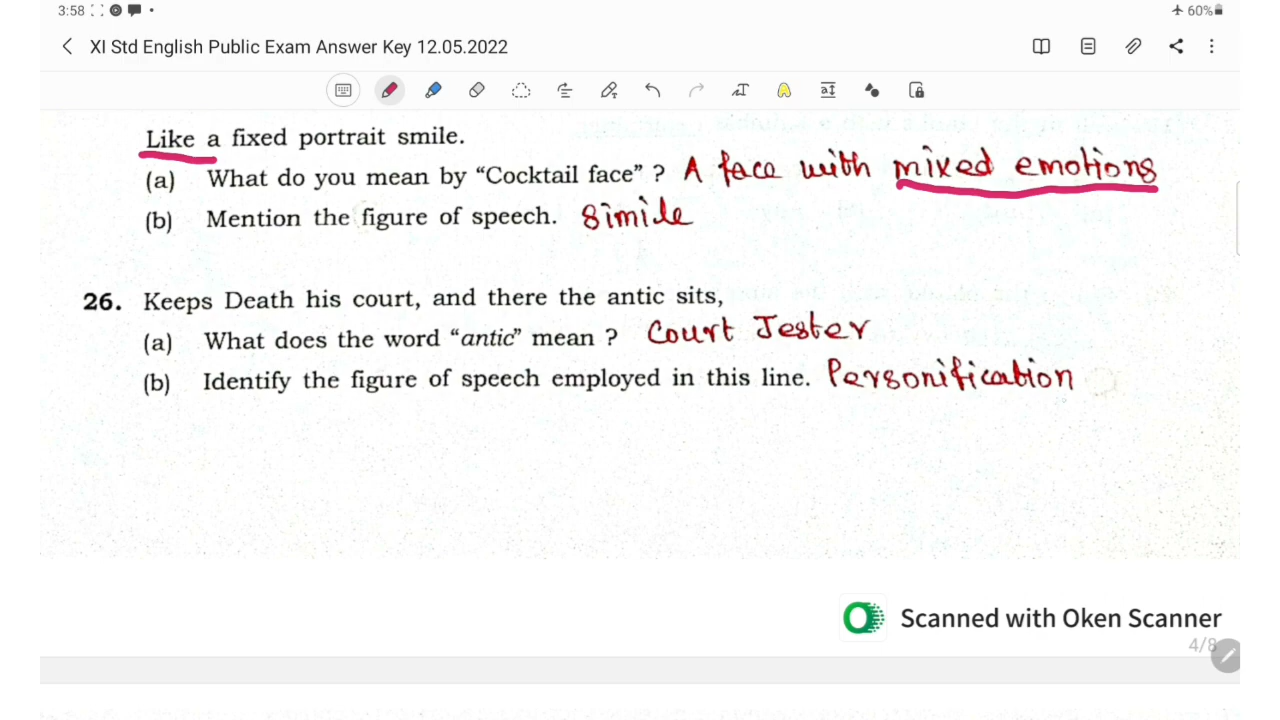 3:58
60%
XI Std English Public Exam Answer Key 12.05.2022
Like a fixed portrait smile.
(a) What do you mean by “Cocktail face” ? A face with mixed emotions
(b) Mention the figure of speech. Simile
26. Keeps Death his court, and there the antic sits,
(a) What does the word “antic” mean ? Court Jester
(b) Identify the figure of speech employed in this line. Personification
Scanned with Oken Scanner
4/8